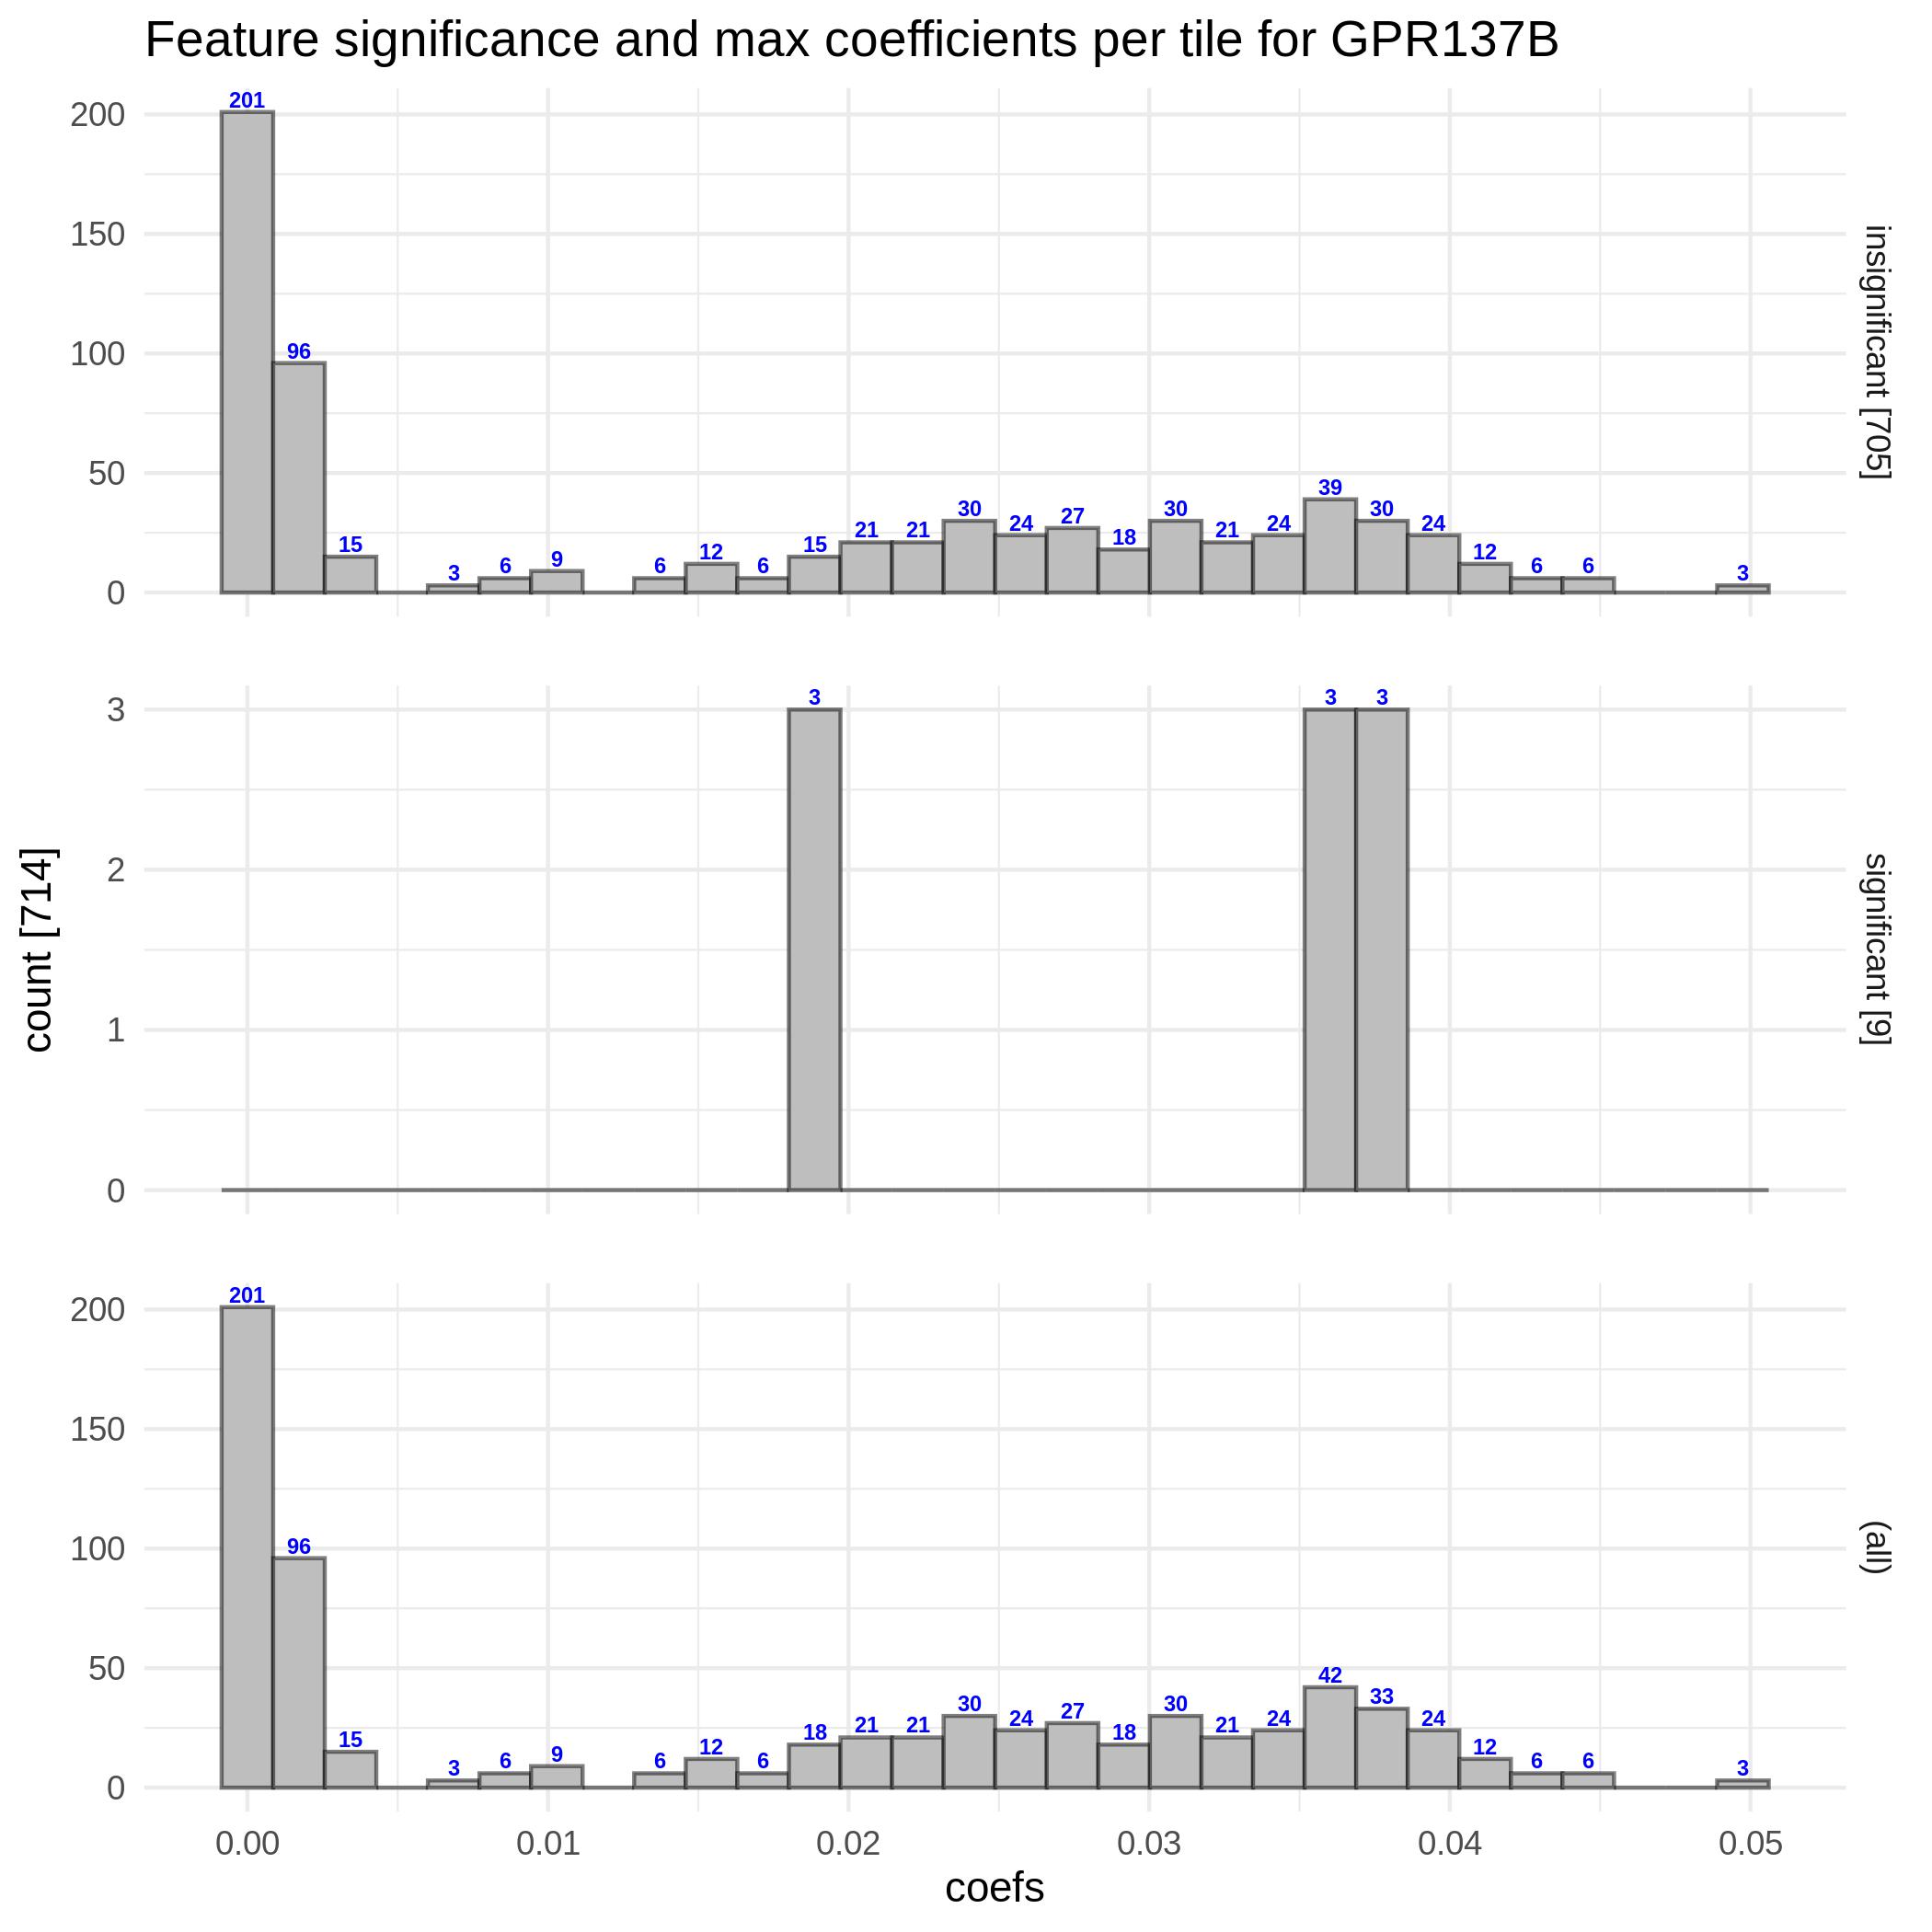 Feature significance and max coefficients per tile for GPR137B
201
200
150
96
100
50
39
30 30 30
24 27 24 24
21 21 18 21
15 15
12 12
3 6 9 6 6 6 6 3
0
insignificant [705]
3 3 3
3
2
1
0
significant [9]
count [714]
201
200
150
96
100
50
42
33
30 30
24 27 24 24
21 21 21
15 18 18
12 12
3 6 9 6 6 6 6 3
0
(all)
0.00 0.01 0.02 0.03 0.04 0.05
coefs